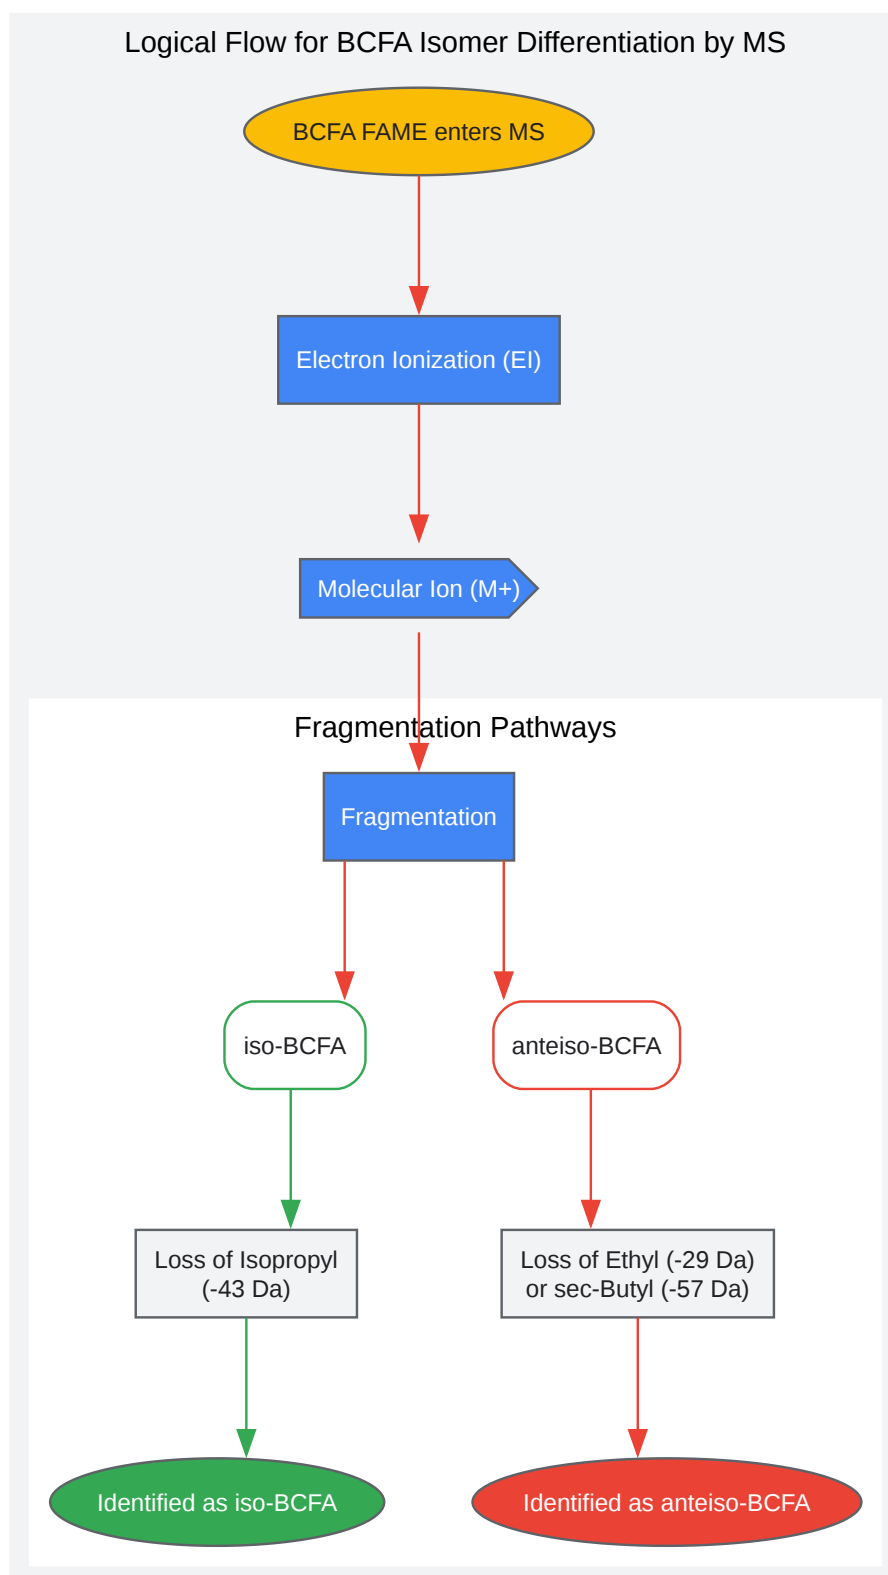 Logical Flow for BCFA Isomer Differentiation by MS
BCFA FAME enters MS
Electron Ionization (EI)
Molecular Ion (M+)
Fragmentation Pathways
Fragmentation
iso-BCFA
anteiso-BCFA
Loss of Isopropyl
(-43 Da)
Loss of Ethyl (-29 Da)
or sec-Butyl (-57 Da)
Identified as iso-BCFA
Identified as anteiso-BCFA